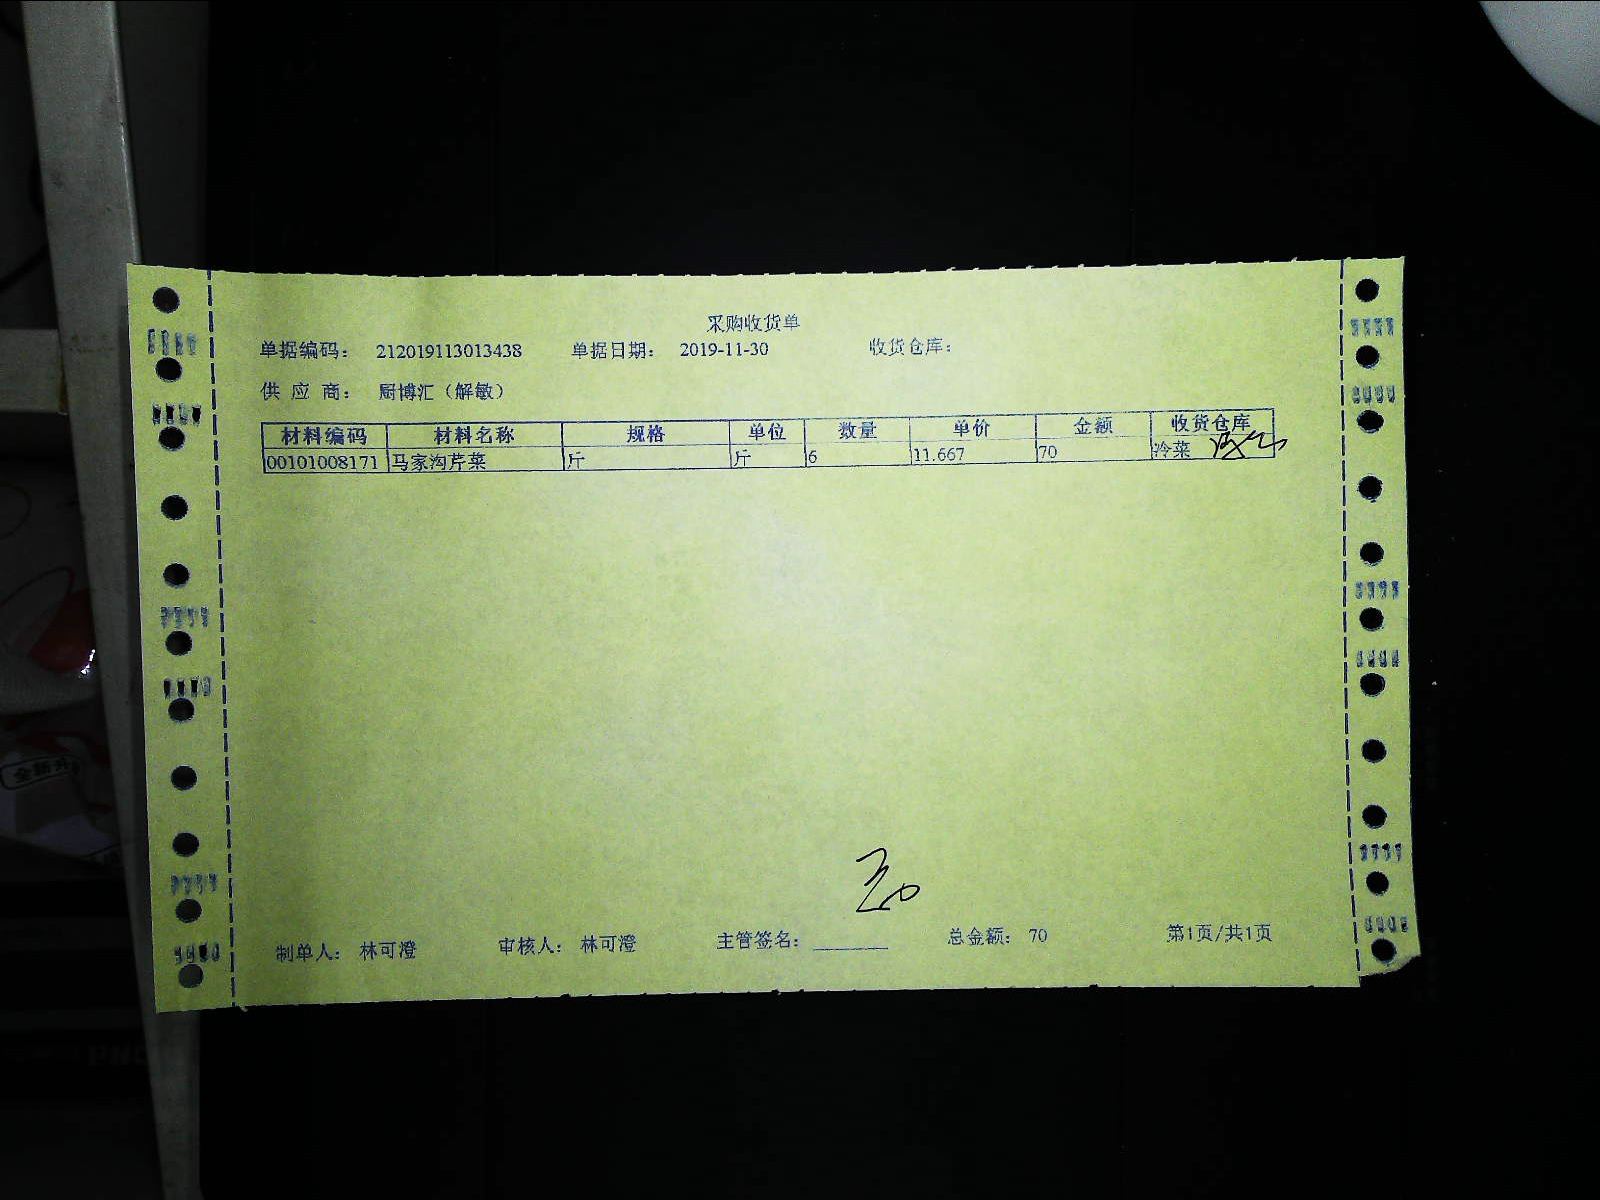 采购收货单
单据编码： 212019113013438 单据日期： 2019-11-30 收货仓库：
供 应 商： 厨博汇（解敏）
材料编码 材料名称 规格 单位 数量 单价 金额 收货仓库
00101008171 马家沟芹菜 斤 斤 6 11.667 70 冷菜
制单人： 林可澄 审核人： 林可澄 主管签名： 总金额： 70 第1页/共1页